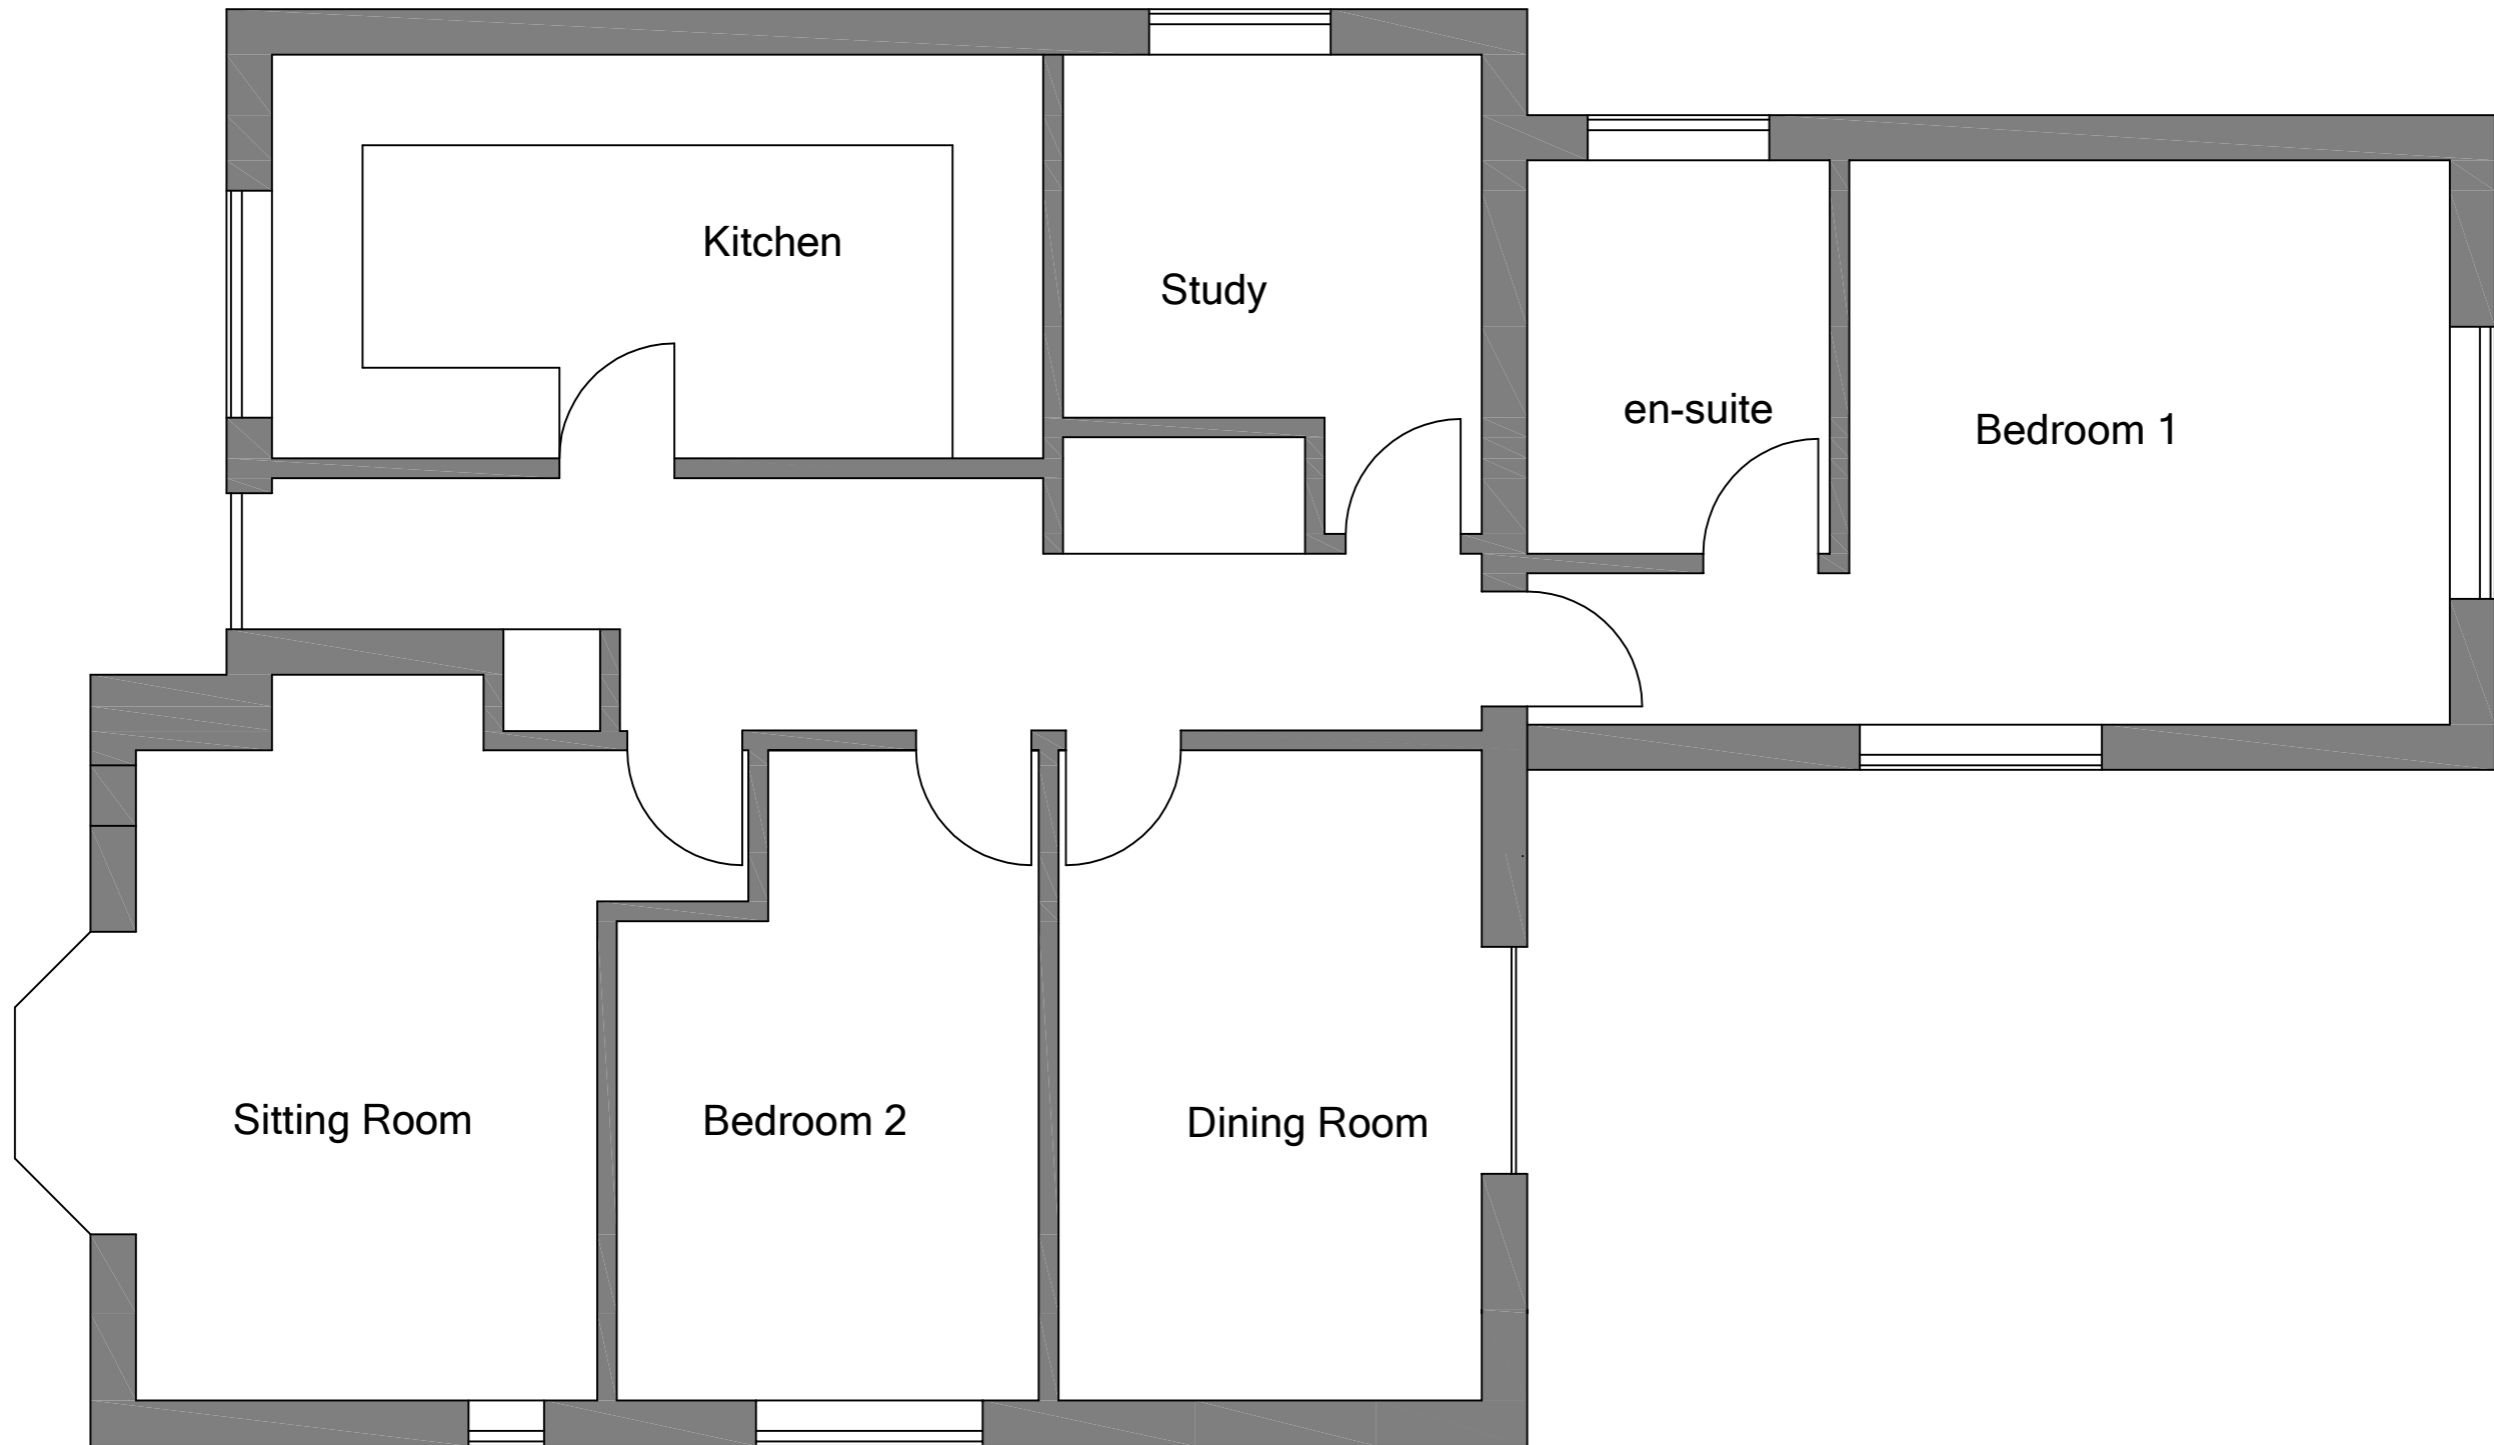 Kitchen
Study
en-suite
Bedroom 1
Sitting Room
Bedroom 2
Dining Room